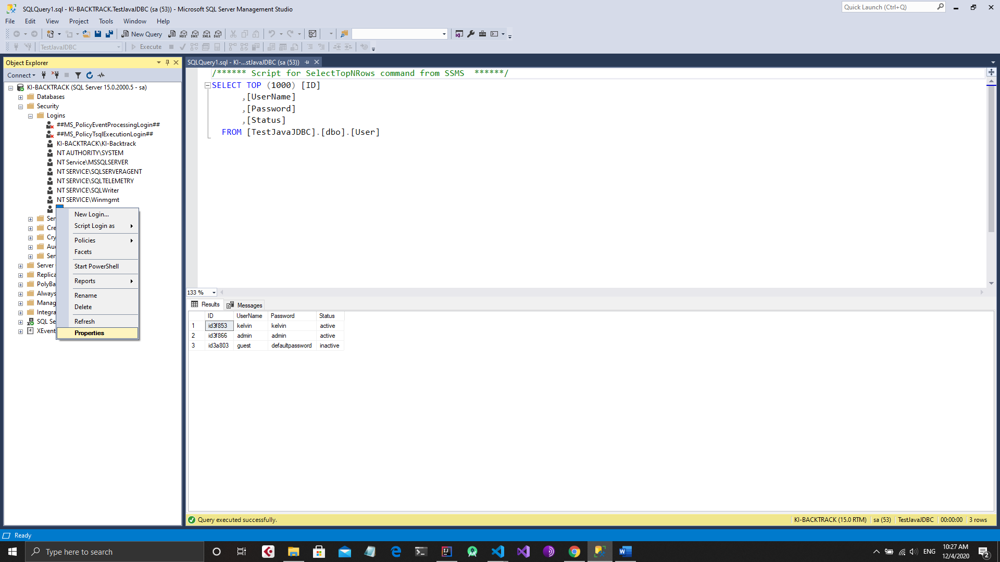 SQLQuery1.sql - KI-BACKTRACK.TestJavaJDBC (sa (53)) - Microsoft SQL Server Management Studio
Quick Launch (Ctrl+Q)
File Edit View Project Tools Window Help
New Query
MDX DMX XMLA DAX
TestJavaJDBC
Execute
Object Explorer
Connect
KI-BACKTRACK (SQL Server 15.0.2000.5 - sa)
Databases
Security
Logins
##MS_PolicyEventProcessingLogin##
##MS_PolicyTsqlExecutionLogin##
KI-BACKTRACK\KI-Backtrack
NT AUTHORITY\SYSTEM
NT Service\MSSQLSERVER
NT SERVICE\SQLSERVERAGENT
NT SERVICE\SQLTELEMETRY
NT SERVICE\SQLWriter
NT SERVICE\Winmgmt
Ser
Cre
Cry
Aud
Ser
Server
Replica
PolyBa
Always
Manag
Integra
SQL Se
XEvent
New Login...
Script Login as
Policies
Facets
Start PowerShell
Reports
Rename
Delete
Refresh
Properties
SQLQuery1.sql - KI-...stJavaJDBC (sa (53))
/****** Script for SelectTopNRows command from SSMS  ******/
SELECT TOP (1000) [ID]
,[UserName]
,[Password]
,[Status]
FROM [TestJavaJDBC].[dbo].[User]
133 %
Results Messages
ID UserName Password Status
1 id3f853 kelvin kelvin active
2 id3f866 admin admin active
3 id3a803 guest defaultpassword inactive
Query executed successfully.
KI-BACKTRACK (15.0 RTM) sa (53) TestJavaJDBC 00:00:00 3 rows
Ready
Type here to search
ENG
10:27 AM
12/4/2020
2